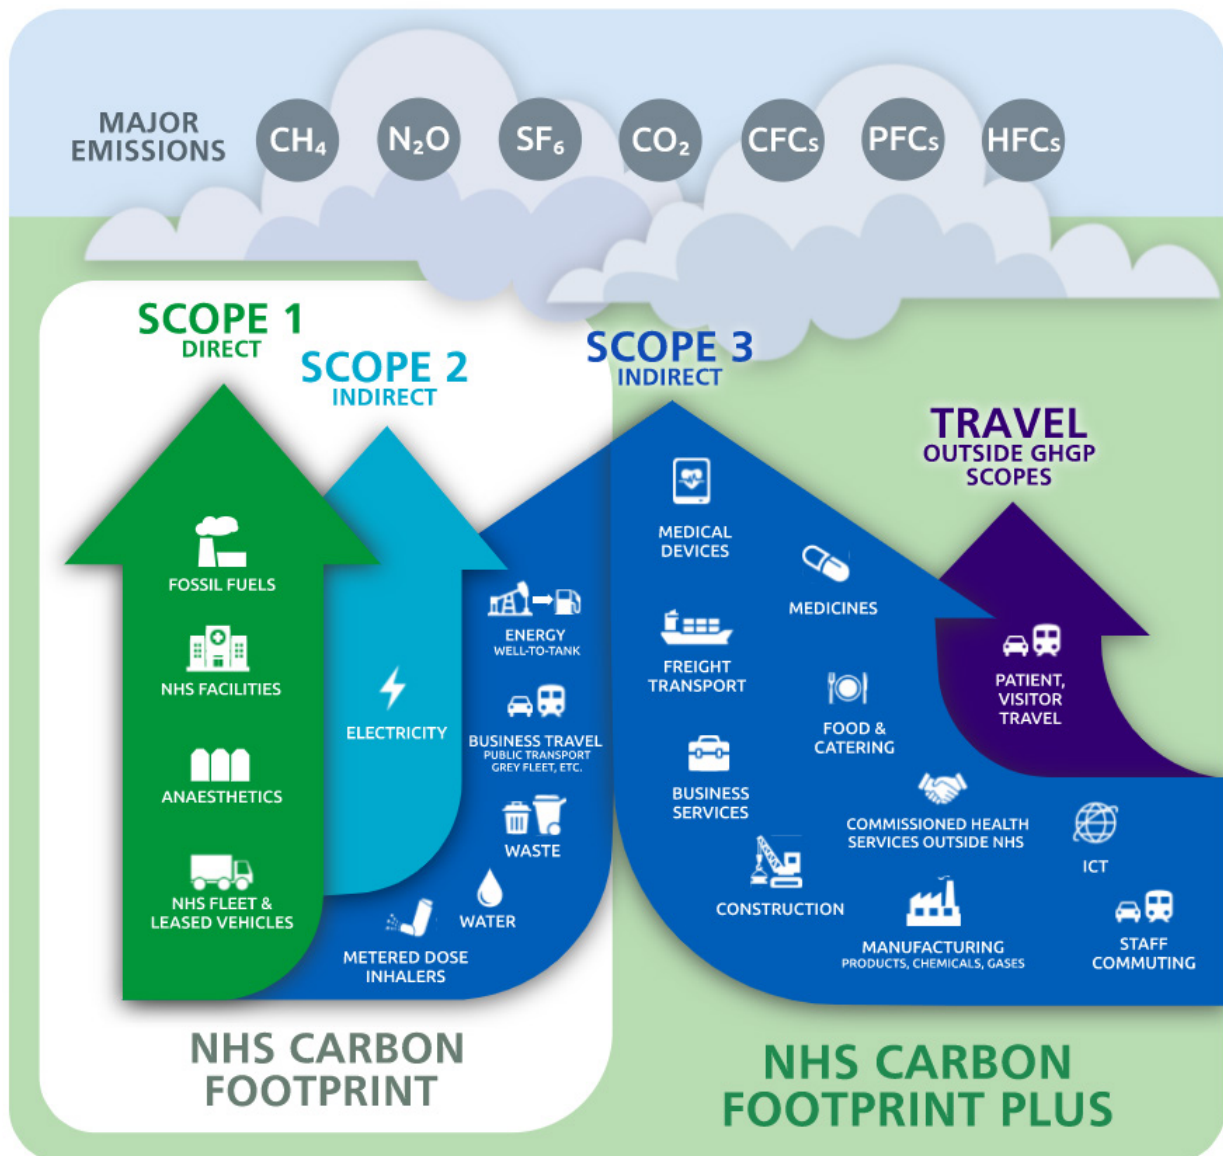 MAJOR
EMISSIONS
CH₄
N₂O
SF₆
CO₂
CFCs
PFCs
HFCs
SCOPE 1
DIRECT
FOSSIL FUELS
NHS FACILITIES
ANAESTHETICS
NHS FLEET &
LEASED VEHICLES
SCOPE 2
INDIRECT
ELECTRICITY
SCOPE 3
INDIRECT
ENERGY
WELL-TO-TANK
BUSINESS TRAVEL
PUBLIC TRANSPORT
GREY FLEET, ETC.
WASTE
WATER
METERED DOSE
INHALERS
MEDICAL
DEVICES
MEDICINES
FREIGHT
TRANSPORT
FOOD &
CATERING
BUSINESS
SERVICES
COMMISSIONED HEALTH
SERVICES OUTSIDE NHS
ICT
CONSTRUCTION
MANUFACTURING
PRODUCTS, CHEMICALS, GASES
STAFF
COMMUTING
TRAVEL
OUTSIDE GHGP
SCOPES
PATIENT,
VISITOR
TRAVEL
NHS CARBON
FOOTPRINT
NHS CARBON
FOOTPRINT PLUS